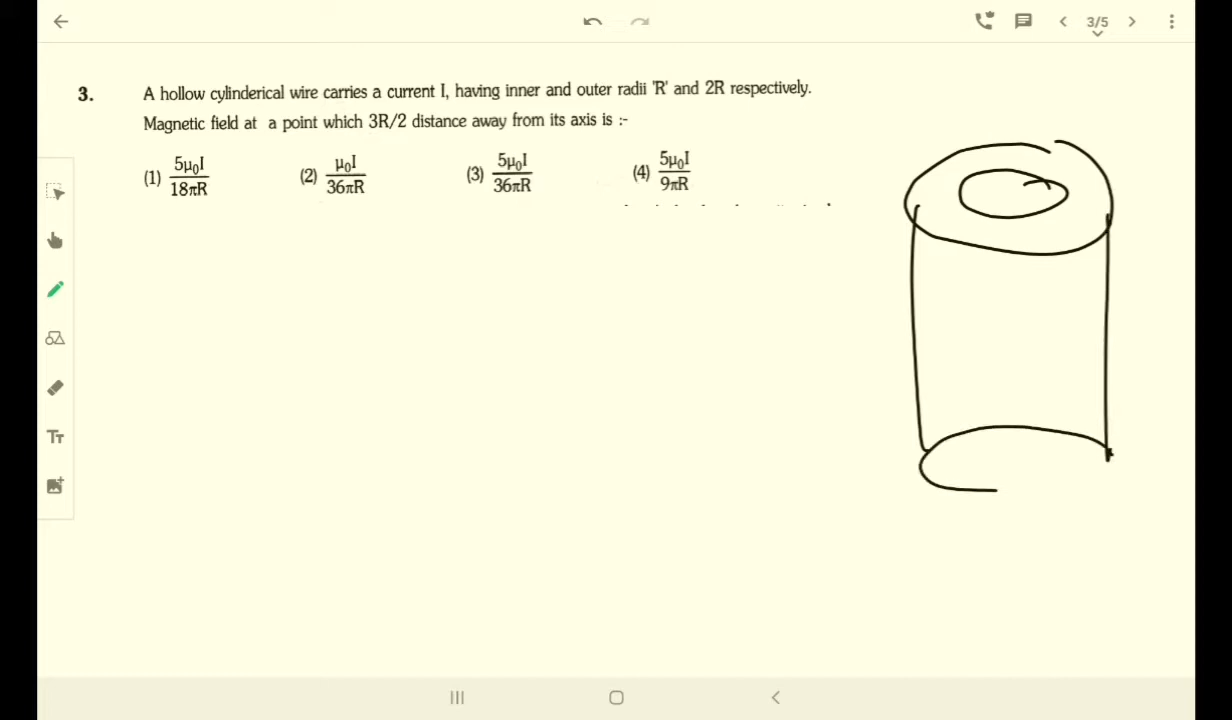 3/5
3. A hollow cylinderical wire carries a current I, having inner and outer radii 'R' and 2R respectively.
Magnetic field at a point which 3R/2 distance away from its axis is :-
(1) 5μ₀I/18πR (2) μ₀I/36πR (3) 5μ₀I/36πR (4) 5μ₀I/9πR
TT